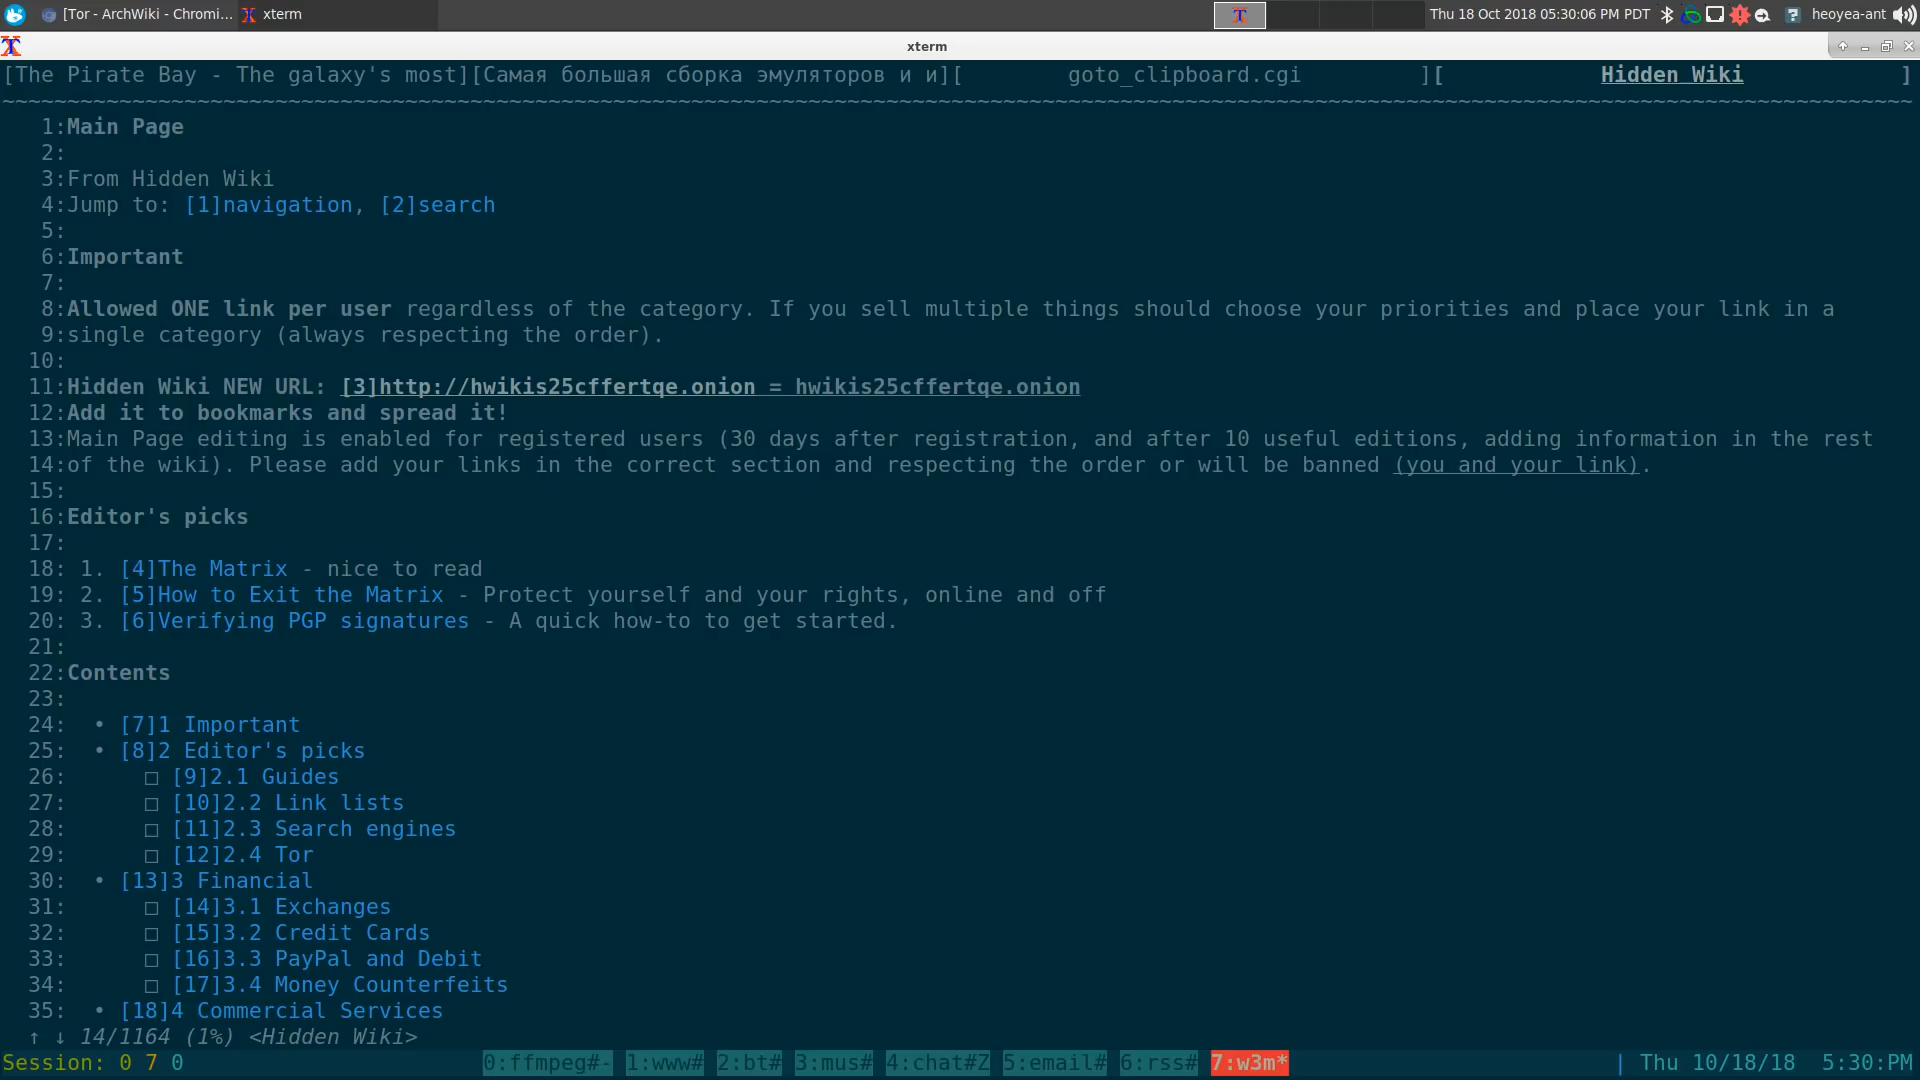 [Tor - ArchWiki - Chromi... xterm Thu 18 Oct 2018 05:30:06 PM PDT heoyea-ant
xterm
[The Pirate Bay - The galaxy's most][Самая большая сборка эмуляторов и и][ goto_clipboard.cgi ][ Hidden Wiki ]
~~~~~~~~~~~~~~~~~~~~~~~~~~~~~~~~~~~~~~~~~~~~~~~~~~~~~~~~~~~~~~~~~~~~~~~~~~~~~~~~~~~~~~~~~~~~~~~~~~~~~~~~~~~~~~~~~~~~~~~~~~~~~~~~~~~~~~~~~~~~~~~~~~~
1:Main Page
2:
3:From Hidden Wiki
4:Jump to: [1]navigation, [2]search
5:
6:Important
7:
8:Allowed ONE link per user regardless of the category. If you sell multiple things should choose your priorities and place your link in a
9:single category (always respecting the order).
10:
11:Hidden Wiki NEW URL: [3]http://hwikis25cffertqe.onion = hwikis25cffertqe.onion
12:Add it to bookmarks and spread it!
13:Main Page editing is enabled for registered users (30 days after registration, and after 10 useful editions, adding information in the rest
14:of the wiki). Please add your links in the correct section and respecting the order or will be banned (you and your link).
15:
16:Editor's picks
17:
18: 1. [4]The Matrix - nice to read
19: 2. [5]How to Exit the Matrix - Protect yourself and your rights, online and off
20: 3. [6]Verifying PGP signatures - A quick how-to to get started.
21:
22:Contents
23:
24: • [7]1 Important
25: • [8]2 Editor's picks
26: □ [9]2.1 Guides
27: □ [10]2.2 Link lists
28: □ [11]2.3 Search engines
29: □ [12]2.4 Tor
30: • [13]3 Financial
31: □ [14]3.1 Exchanges
32: □ [15]3.2 Credit Cards
33: □ [16]3.3 PayPal and Debit
34: □ [17]3.4 Money Counterfeits
35: • [18]4 Commercial Services
↑ ↓ 14/1164 (1%) <Hidden Wiki>
Session: 0 7 0 0:ffmpeg#- 1:www# 2:bt# 3:mus# 4:chat#Z 5:email# 6:rss# 7:w3m* | Thu 10/18/18 5:30:PM